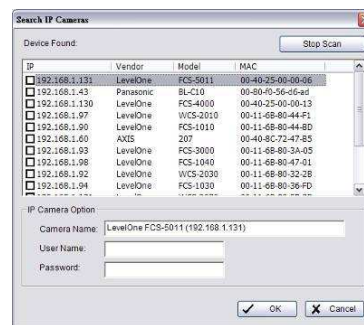 Search IP Cameras
Device Found:
Stop Scan
IP Vendor Model MAC
192.168.1.131 LevelOne FCS-5011 00-40-25-00-00-06
192.168.1.43 Panasonic BL-C10 00-80-f0-56-d6-ad
192.168.1.130 LevelOne FCS-4000 00-40-25-00-00-13
192.168.1.97 LevelOne WCS-2010 00-11-6B-80-44-F1
192.168.1.90 LevelOne FCS-1010 00-11-6B-80-44-8D
192.168.1.60 AXIS 207 00-40-8C-72-47-B5
192.168.1.93 LevelOne FCS-3000 00-11-6B-80-3A-05
192.168.1.98 LevelOne FCS-1040 00-11-6B-80-47-01
192.168.1.92 LevelOne WCS-2030 00-11-6B-80-32-2B
192.168.1.94 LevelOne FCS-1030 00-11-6B-80-36-FD
IP Camera Option
Camera Name: LevelOne FCS-5011 (192.168.1.131)
User Name:
Password:
OK Cancel